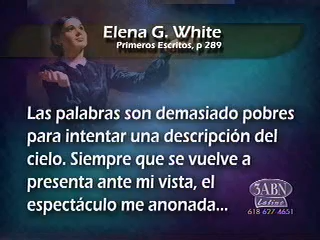 Elena G. White
Primeros Escritos, p 289
Las palabras son demasiado pobres
para intentar una descripción del
cielo. Siempre que se vuelve a
presenta ante mi vista, el
espectáculo me anonada...
3ABN
Latino
618-627-4651